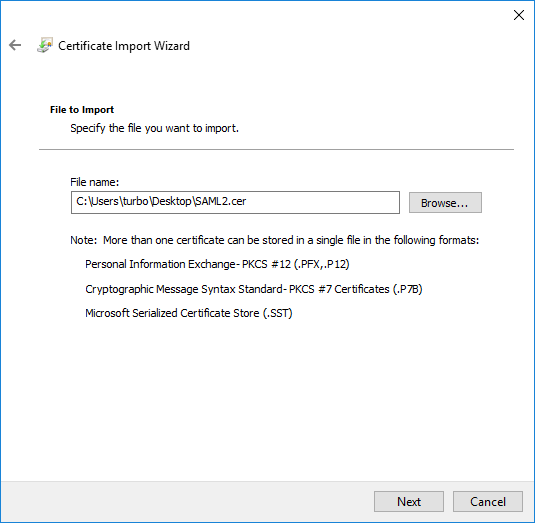 Certificate Import Wizard
File to Import
Specify the file you want to import.
File name:
C:\Users\turbo\Desktop\SAML2.cer
Browse...
Note:  More than one certificate can be stored in a single file in the following formats:
Personal Information Exchange- PKCS #12 (.PFX,.P12)
Cryptographic Message Syntax Standard- PKCS #7 Certificates (.P7B)
Microsoft Serialized Certificate Store (.SST)
Next
Cancel